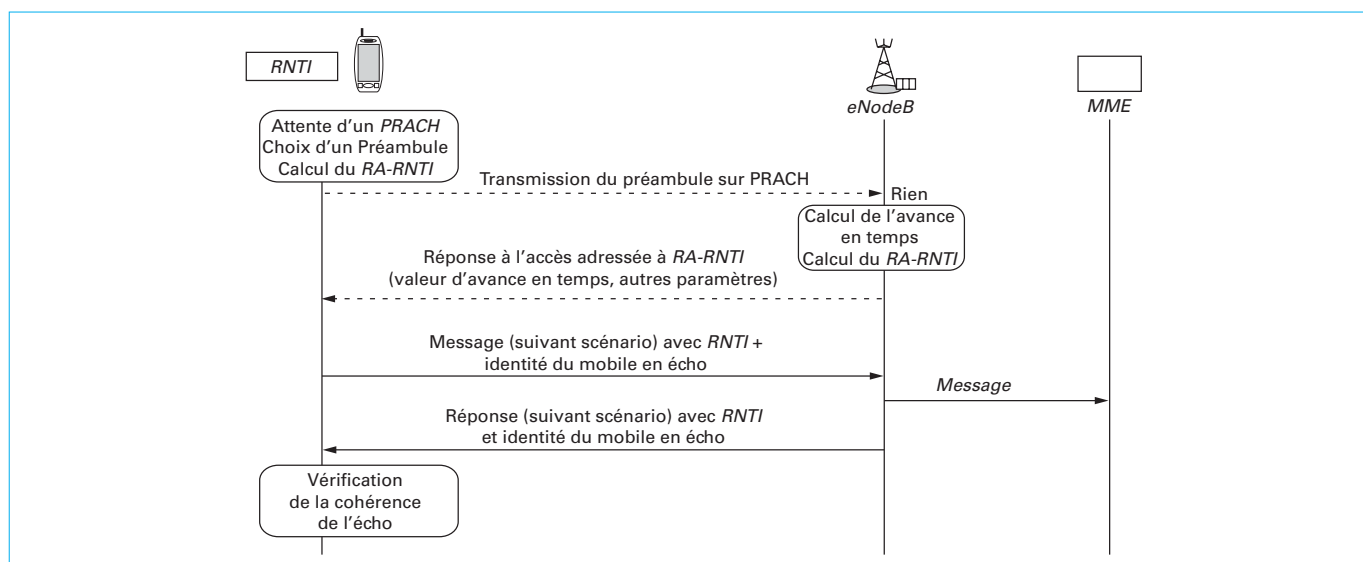 RNTI
eNodeB
MME
Attente d'un PRACH
Choix d'un Préambule
Calcul du RA-RNTI
Transmission du préambule sur PRACH
Rien
Calcul de l'avance
en temps
Calcul du RA-RNTI
Réponse à l'accès adressée à RA-RNTI
(valeur d'avance en temps, autres paramètres)
Message (suivant scénario) avec RNTI +
identité du mobile en écho
Message
Réponse (suivant scénario) avec RNTI
et identité du mobile en écho
Vérification
de la cohérence
de l'écho